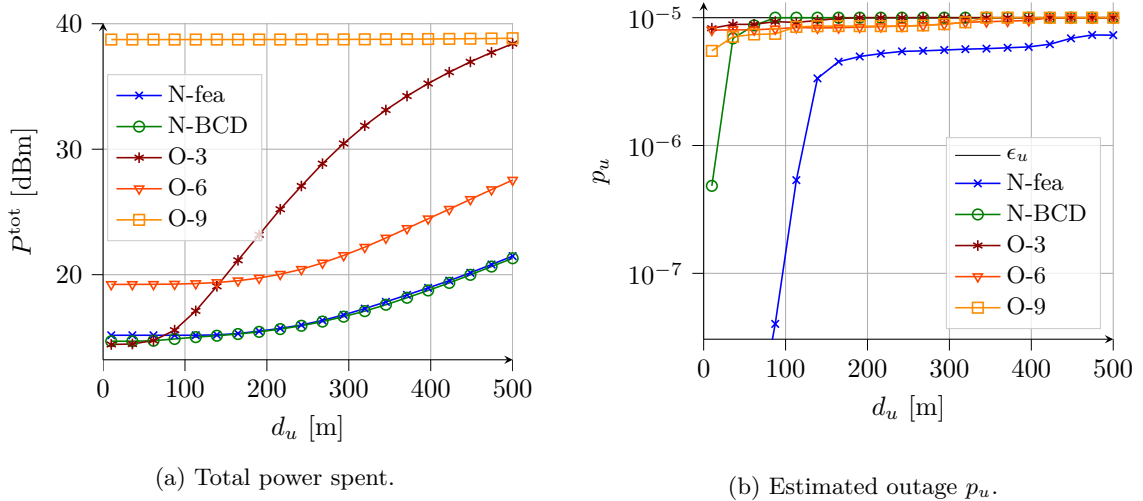 40
30
20
P^tot [dBm]
N-fea
N-BCD
O-3
O-6
O-9
0 100 200 300 400 500
d_u [m]
(a) Total power spent.
10^−5
10^−6
10^−7
p_u
ϵ_u
N-fea
N-BCD
O-3
O-6
O-9
0 100 200 300 400 500
d_u [m]
(b) Estimated outage p_u.